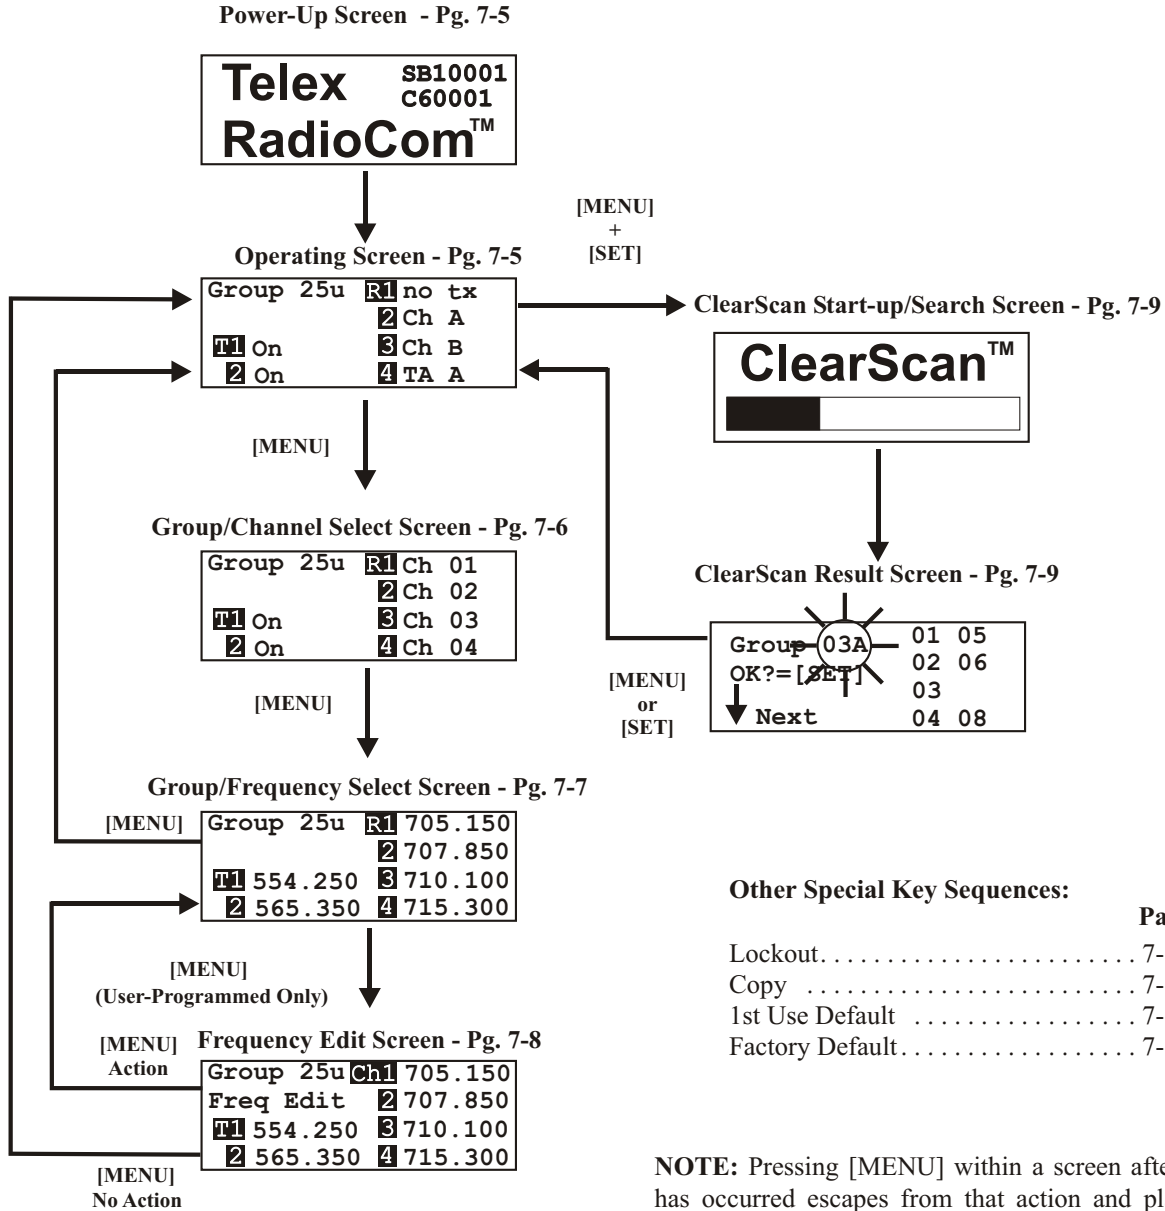 Power-Up Screen - Pg. 7-5
Telex SB10001
C60001
RadioCom™
[MENU]
+
[SET]
Operating Screen - Pg. 7-5
Group 25u R1 no tx
2 Ch A
T1 On 3 Ch B
2 On 4 TA A
ClearScan Start-up/Search Screen - Pg. 7-9
ClearScan™
[MENU]
Group/Channel Select Screen - Pg. 7-6
Group 25u R1 Ch 01
2 Ch 02
T1 On 3 Ch 03
2 On 4 Ch 04
ClearScan Result Screen - Pg. 7-9
Group 03A 01 05
OK?=[SET] 02 06
03
Next 04 08
[MENU]
or
[SET]
[MENU]
Group/Frequency Select Screen - Pg. 7-7
[MENU]
Group 25u R1 705.150
2 707.850
T1 554.250 3 710.100
2 565.350 4 715.300
[MENU]
(User-Programmed Only)
Frequency Edit Screen - Pg. 7-8
[MENU]
Action
Group 25u Ch1 705.150
Freq Edit 2 707.850
T1 554.250 3 710.100
2 565.350 4 715.300
[MENU]
No Action
Other Special Key Sequences:
Pa
Lockout. . . . . . . . . . . . . . . . . . . . . . . 7-
Copy . . . . . . . . . . . . . . . . . . . . . . . . 7-
1st Use Default . . . . . . . . . . . . . . . . . 7-
Factory Default. . . . . . . . . . . . . . . . . . 7-
NOTE: Pressing [MENU] within a screen afte
has occurred escapes from that action and pl